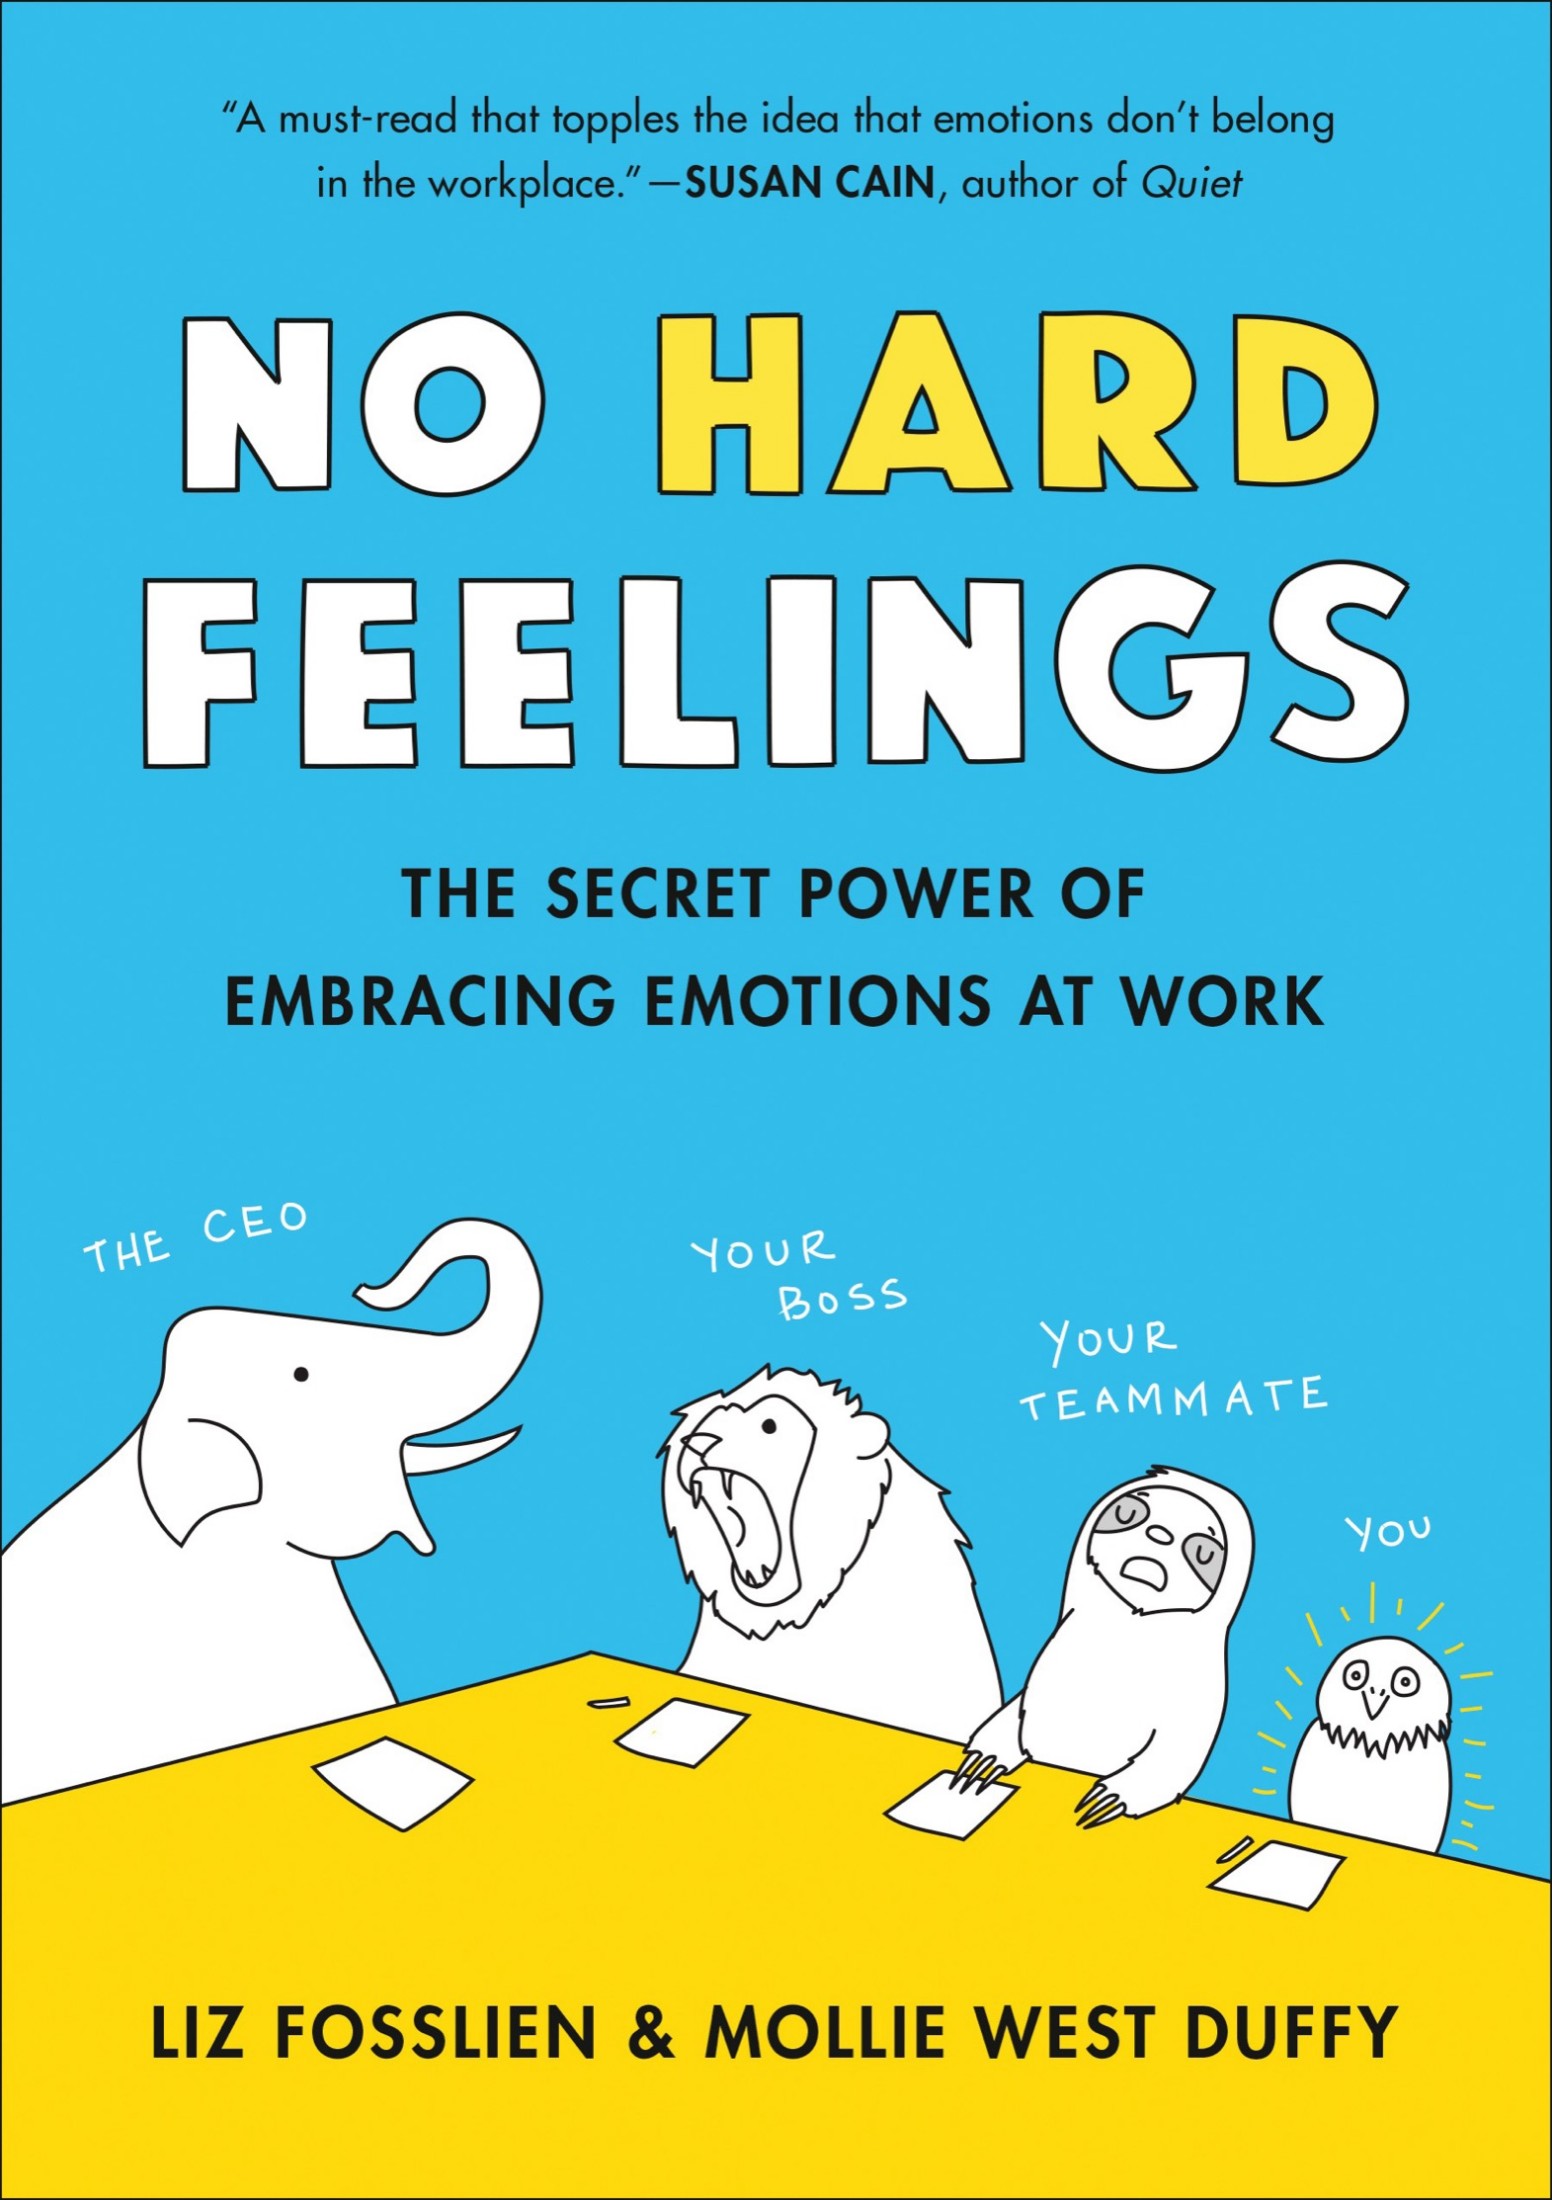 “A must-read that topples the idea that emotions don’t belong
in the workplace.”—SUSAN CAIN, author of Quiet
NO HARD
FEELINGS
THE SECRET POWER OF
EMBRACING EMOTIONS AT WORK
THE CEO
YOUR
BOSS
YOUR
TEAMMATE
YOU
LIZ FOSSLIEN & MOLLIE WEST DUFFY